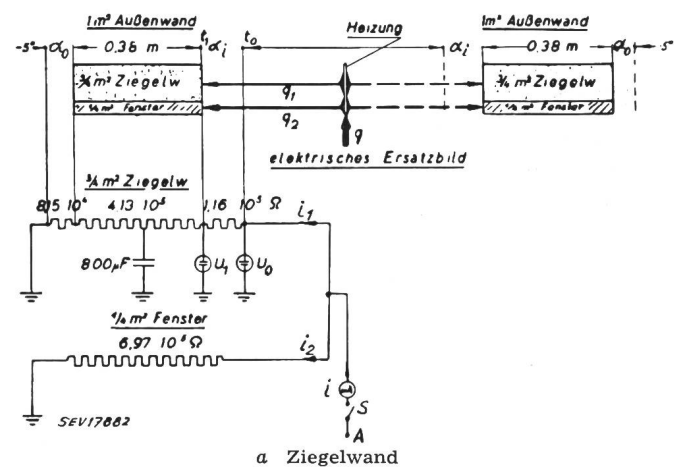 1m² Außenwand
Heizung
1m² Außenwand
-5° α₀ 0,38 m t₁ αᵢ t₀ αᵢ 0,38 m α₀ -5°
¾ m² Ziegelw q₁ ¾ m² Ziegelw
¼ m² Fenster q₂ ¼ m² Fenster
q
elektrisches Ersatzbild
¾ m² Ziegelw
8,15 10⁴ 4,13 10⁵ 1,16 10⁵ Ω i₁
800µF U₁ U₀
¼ m² Fenster
6,97 10⁵ Ω i₂
i
S
SEV17882
A
a Ziegelwand